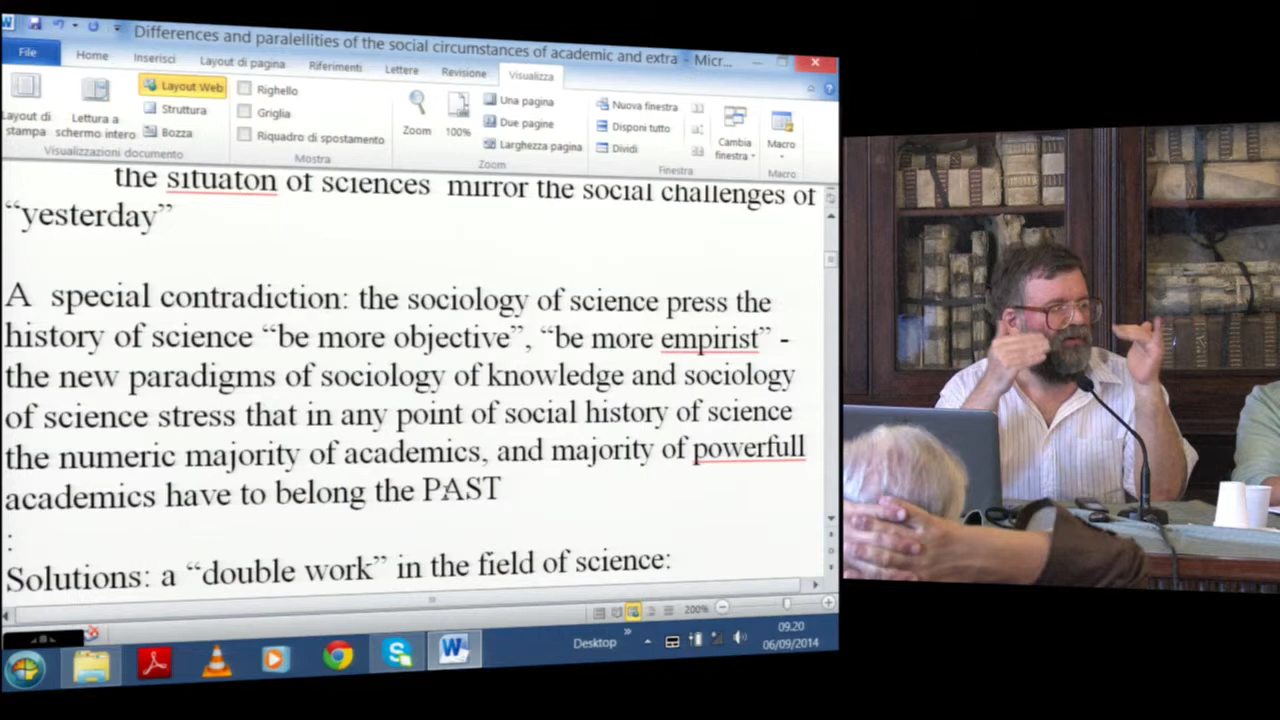 Differences and paralellities of the social circumstances of academic and extra - Micr...
File Home Inserisci Layout di pagina Riferimenti Lettere Revisione Visualizza
Layout di stampa
Lettura a schermo intero
Layout Web
Struttura
Bozza
Visualizzazioni documento
Righello
Griglia
Riquadro di spostamento
Mostra
Zoom
100%
Una pagina
Due pagine
Larghezza pagina
Zoom
Nuova finestra
Disponi tutto
Dividi
Cambia finestra
Finestra
Macro
Macro
the situaton of sciences mirror the social challenges of
“yesterday”
A special contradiction: the sociology of science press the
history of science “be more objective”, “be more empirist” -
the new paradigms of sociology of knowledge and sociology
of science stress that in any point of social history of science
the numeric majority of academics, and majority of powerfull
academics have to belong the PAST
:
Solutions: a “double work” in the field of science:
200%
Desktop
09.20
06/09/2014